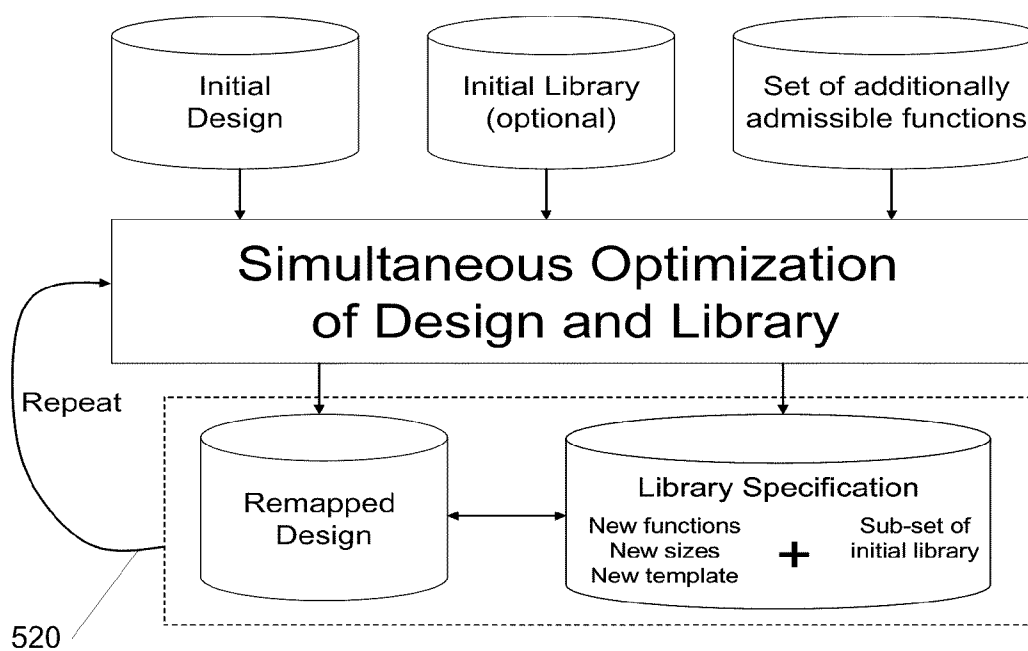 Initial
Design
Initial Library
(optional)
Set of additionally
admissible functions
Simultaneous Optimization
of Design and Library
Repeat
Remapped
Design
Library Specification
New functions
New sizes
New template
+
Sub-set of
initial library
520